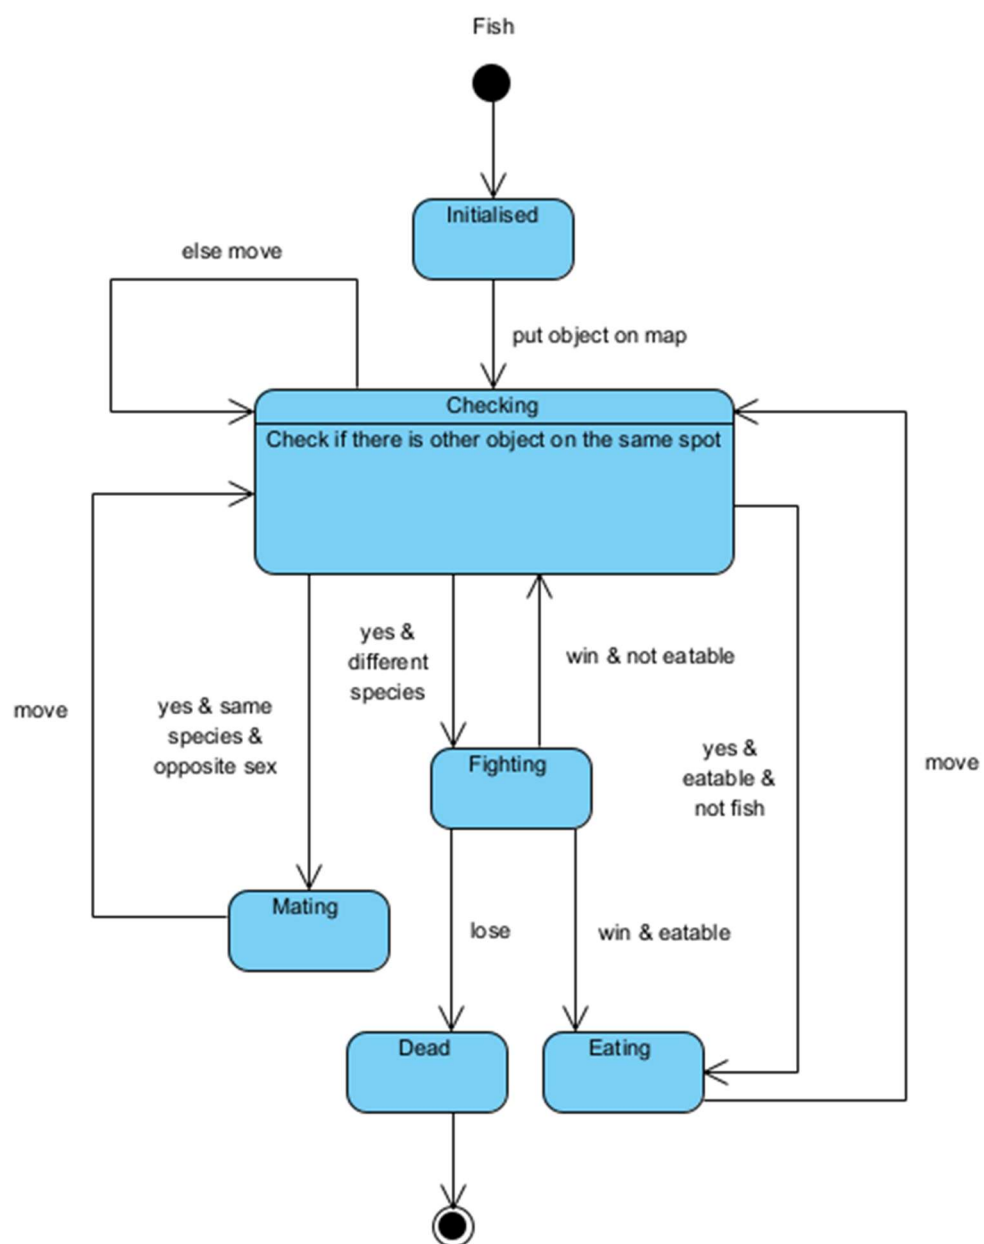 Fish
Initialised
else move
put object on map
Checking
Check if there is other object on the same spot
yes &
different
species
win & not eatable
move
yes & same
species &
opposite sex
yes &
eatable &
not fish
move
Fighting
Mating
lose
win & eatable
Dead
Eating